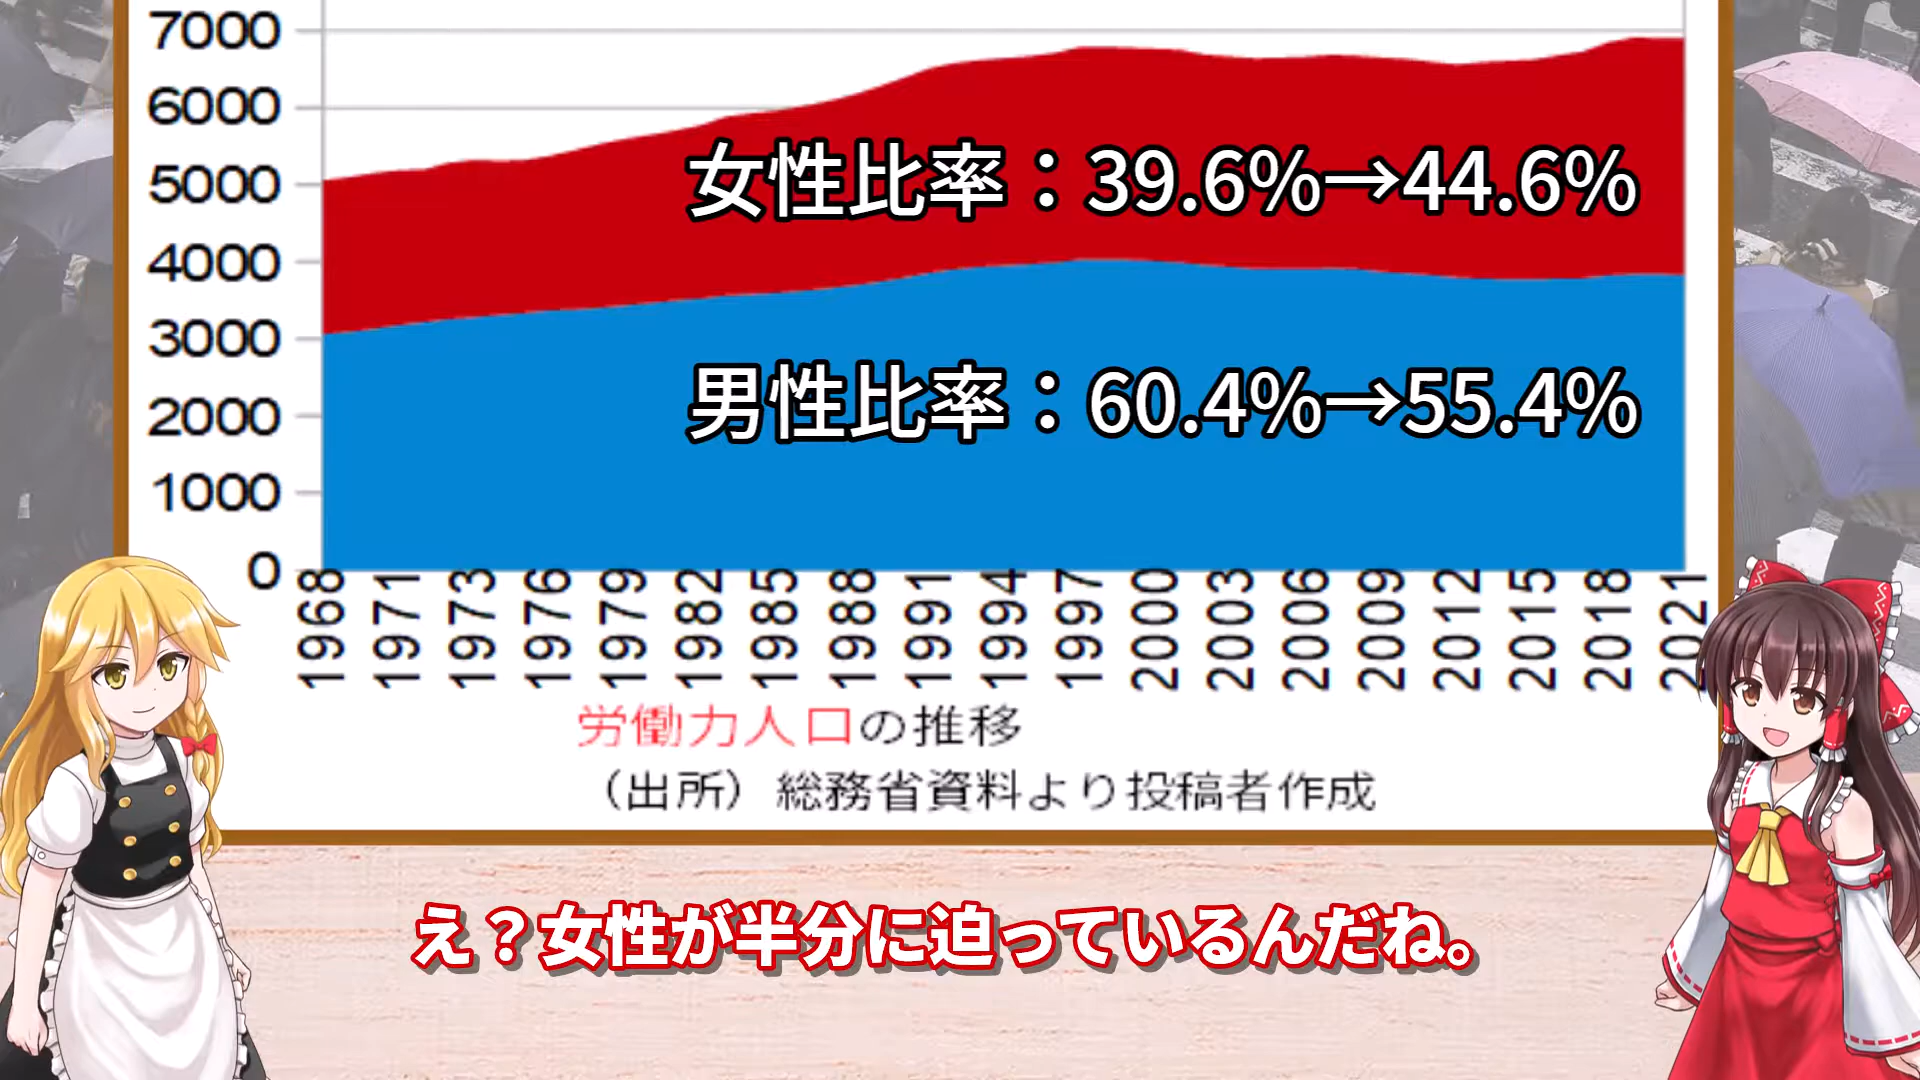 7000
6000
5000
4000
3000
2000
1000
0
女性比率：39.6%→44.6%
男性比率：60.4%→55.4%
1968 1971 1973 1976 1979 1982 1985 1988 1991 1994 1997 2000 2003 2006 2009 2012 2015 2018 2021
労働力人口の推移
（出所）総務省資料より投稿者作成
え？女性が半分に迫っているんだね。